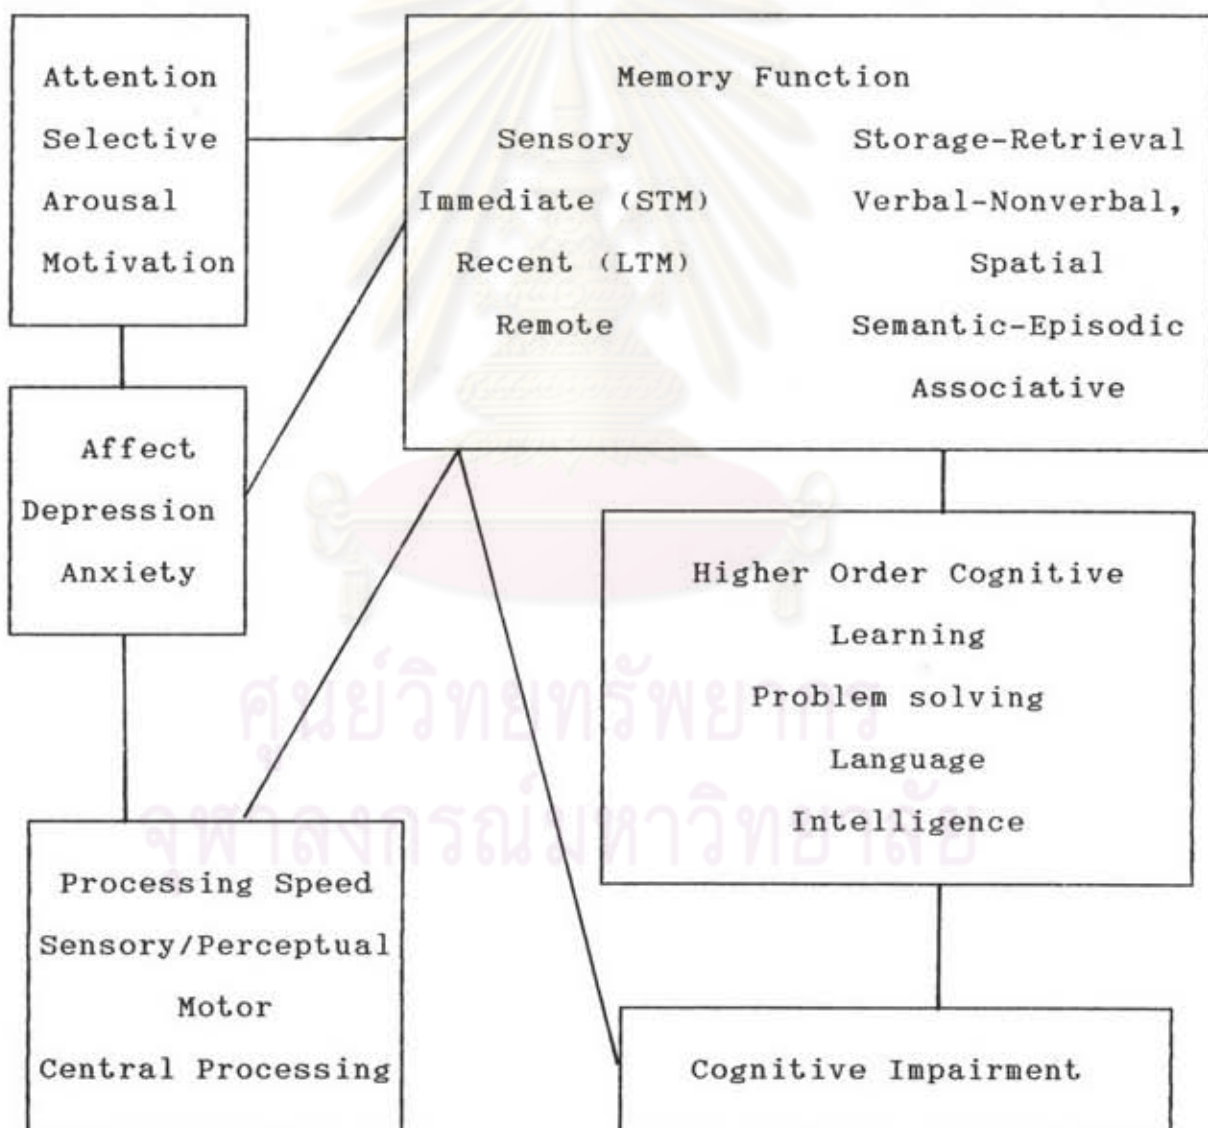 Attention
Selective
Arousal
Motivation
Memory Function
Sensory
Immediate (STM)
Recent (LTM)
Remote
Storage-Retrieval
Verbal-Nonverbal,
Spatial
Semantic-Episodic
Associative
Affect
Depression
Anxiety
Higher Order Cognitive
Learning
Problem solving
Language
Intelligence
Processing Speed
Sensory/Perceptual
Motor
Central Processing
Cognitive Impairment
ศูนย์วิทยทรัพยากร
จุฬาลงกรณ์มหาวิทยาลัย